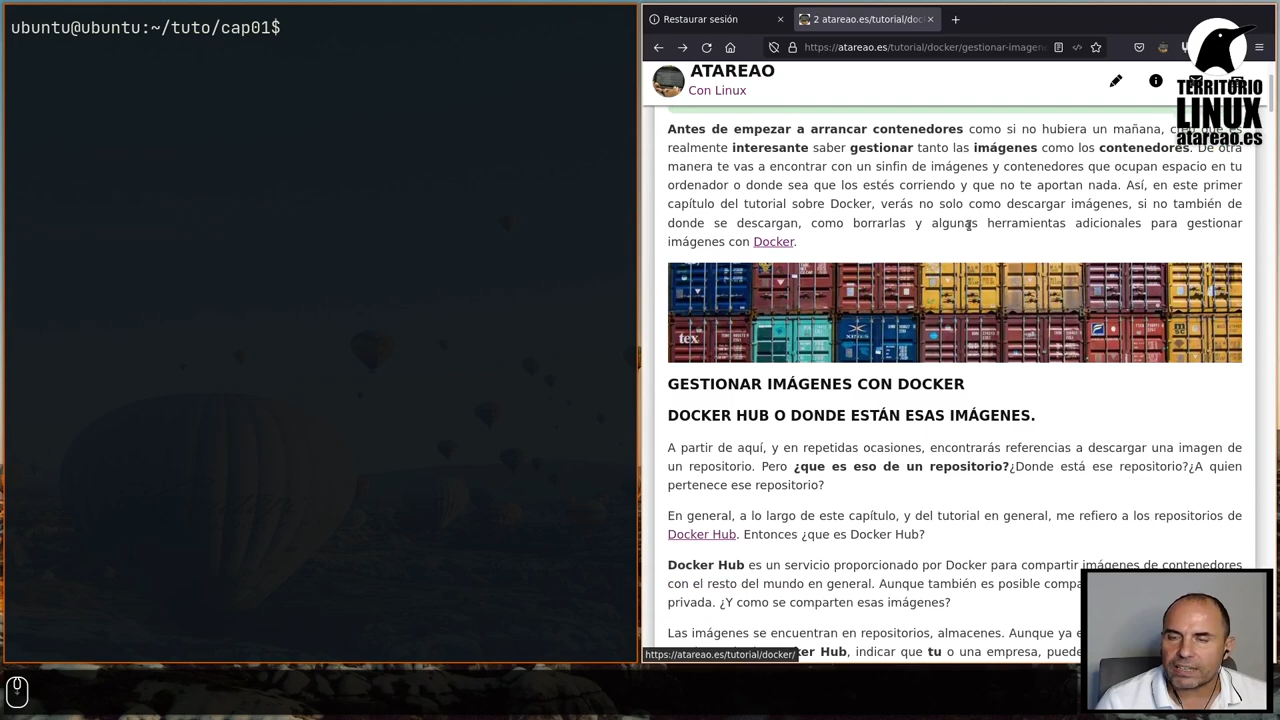 ubuntu@ubuntu:~/tuto/cap01$
Restaurar sesión
2 atareao.es/tutorial/doc
https://atareao.es/tutorial/docker/gestionar-imagen
ATAREAO
Con Linux
TERRITORIO
LINUX
atareao.es
Antes de empezar a arrancar contenedores como si no hubiera un mañana, creo que es
realmente interesante saber gestionar tanto las imágenes como los contenedores. De otra
manera te vas a encontrar con un sinfin de imágenes y contenedores que ocupan espacio en tu
ordenador o donde sea que los estés corriendo y que no te aportan nada. Así, en este primer
capítulo del tutorial sobre Docker, verás no solo como descargar imágenes, si no también de
donde se descargan, como borrarlas y algunas herramientas adicionales para gestionar
imágenes con Docker.
tex
GESTIONAR IMÁGENES CON DOCKER
DOCKER HUB O DONDE ESTÁN ESAS IMÁGENES.
A partir de aquí, y en repetidas ocasiones, encontrarás referencias a descargar una imagen de
un repositorio. Pero ¿que es eso de un repositorio?¿Donde está ese repositorio?¿A quien
pertenece ese repositorio?
En general, a lo largo de este capítulo, y del tutorial en general, me refiero a los repositorios de
Docker Hub. Entonces ¿que es Docker Hub?
Docker Hub es un servicio proporcionado por Docker para compartir imágenes de contenedores
con el resto del mundo en general. Aunque también es posible compa
privada. ¿Y como se comparten esas imágenes?
Las imágenes se encuentran en repositorios, almacenes. Aunque ya e
ker Hub, indicar que tu o una empresa, puede
https://atareao.es/tutorial/docker/